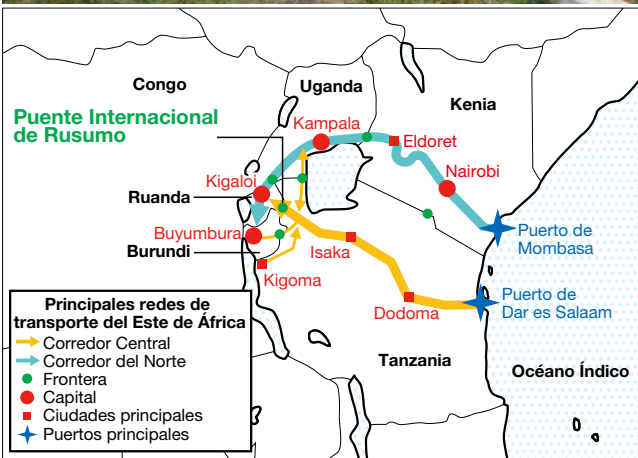 Congo
Uganda
Kenia
Puente Internacional
de Rusumo
Kampala
Eldoret
Kigaloi
Nairobi
Ruanda
Buyumbura
Burundi
Isaka
Kigoma
Puerto de
Mombasa
Dodoma
Puerto de
Dar es Salaam
Tanzania
Océano Índico
Principales redes de
transporte del Este de África
Corredor Central
Corredor del Norte
Frontera
Capital
Ciudades principales
Puertos principales